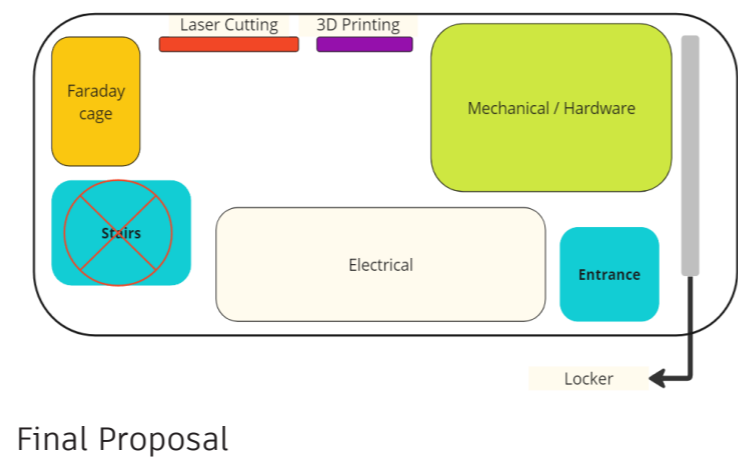 Laser Cutting
3D Printing
Faraday
cage
Mechanical / Hardware
Stairs
Electrical
Entrance
Locker
Final Proposal